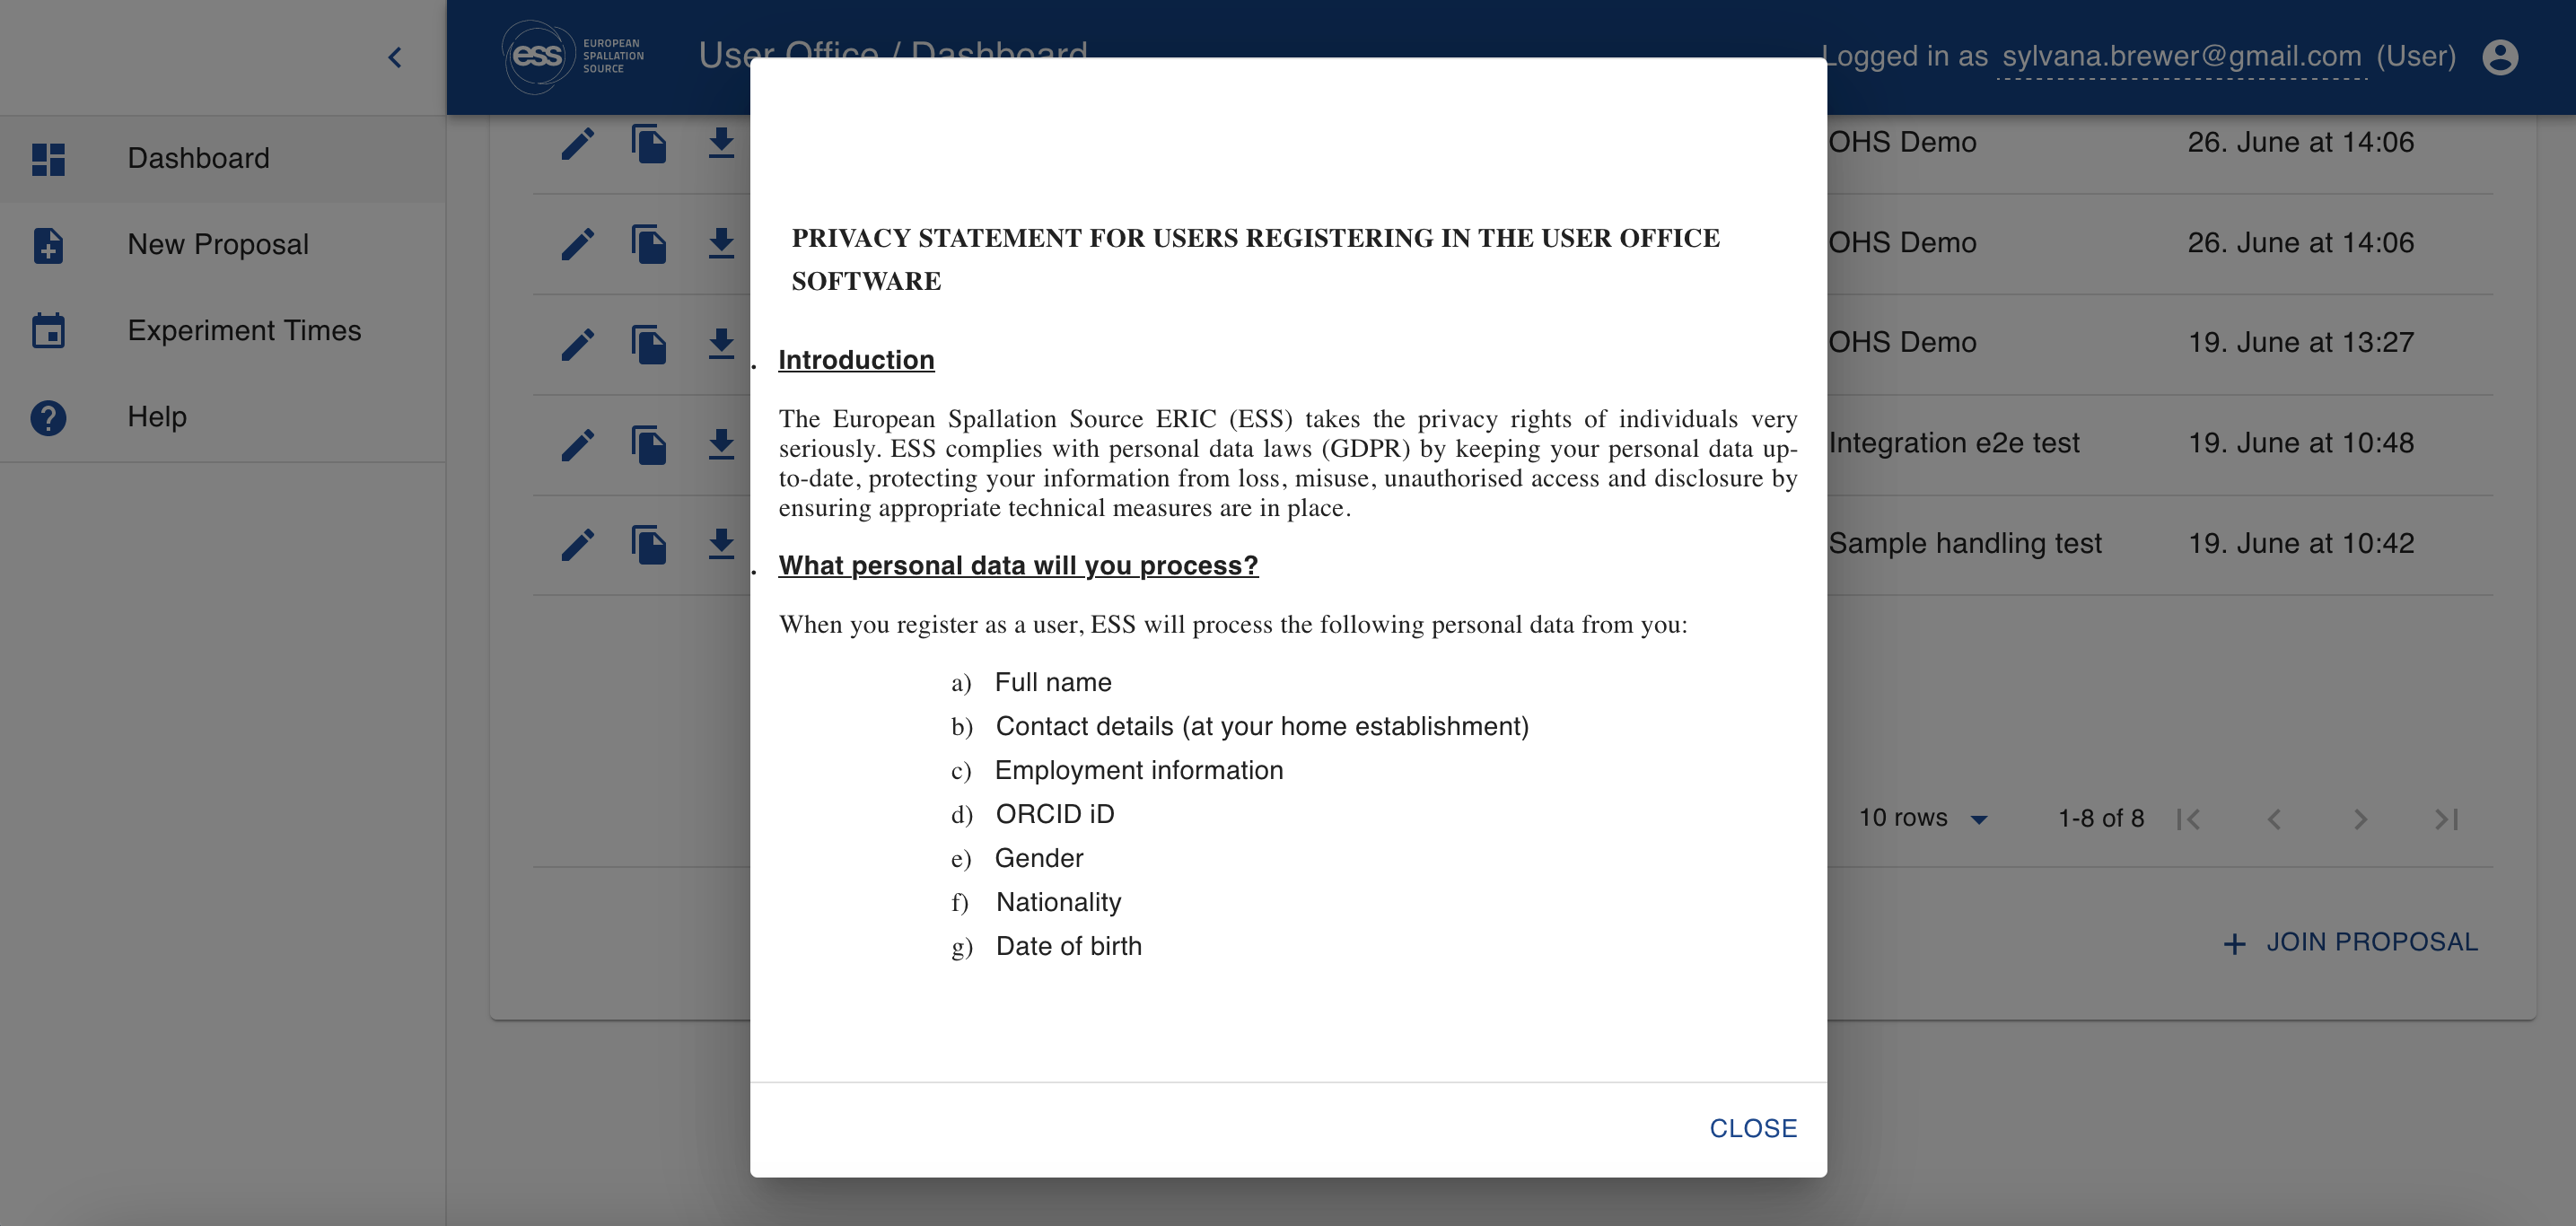 ess EUROPEAN
SPALLATION
SOURCE
User Office / Dashboard
Logged in as sylvana.brewer@gmail.com (User)
Dashboard
New Proposal
Experiment Times
Help
OHS Demo 26. June at 14:06
OHS Demo 26. June at 14:06
OHS Demo 19. June at 13:27
Integration e2e test 19. June at 10:48
Sample handling test 19. June at 10:42
10 rows 1-8 of 8
JOIN PROPOSAL
PRIVACY STATEMENT FOR USERS REGISTERING IN THE USER OFFICE
SOFTWARE
. Introduction
The European Spallation Source ERIC (ESS) takes the privacy rights of individuals very
seriously. ESS complies with personal data laws (GDPR) by keeping your personal data up-
to-date, protecting your information from loss, misuse, unauthorised access and disclosure by
ensuring appropriate technical measures are in place.
. What personal data will you process?
When you register as a user, ESS will process the following personal data from you:
a) Full name
b) Contact details (at your home establishment)
c) Employment information
d) ORCID iD
e) Gender
f) Nationality
g) Date of birth
CLOSE